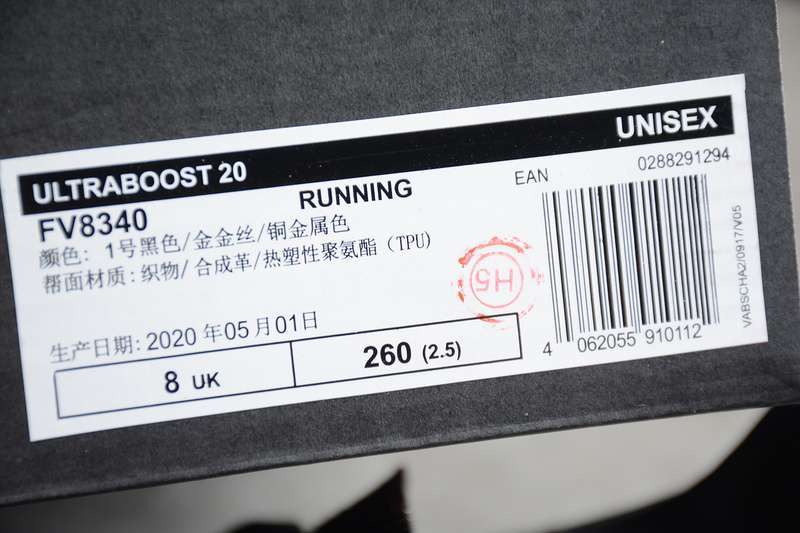 ULTRABOOST 20
UNISEX
FV8340
RUNNING
EAN
0288291294
颜色: 1号黑色/金金丝/铜金属色
帮面材质:织物/合成革/热塑性聚氨酯(TPU)
H5
生产日期: 2020 年05月01日
8 UK
260 (2.5)
4 062055 910112
VABSCHA2/0917/V05